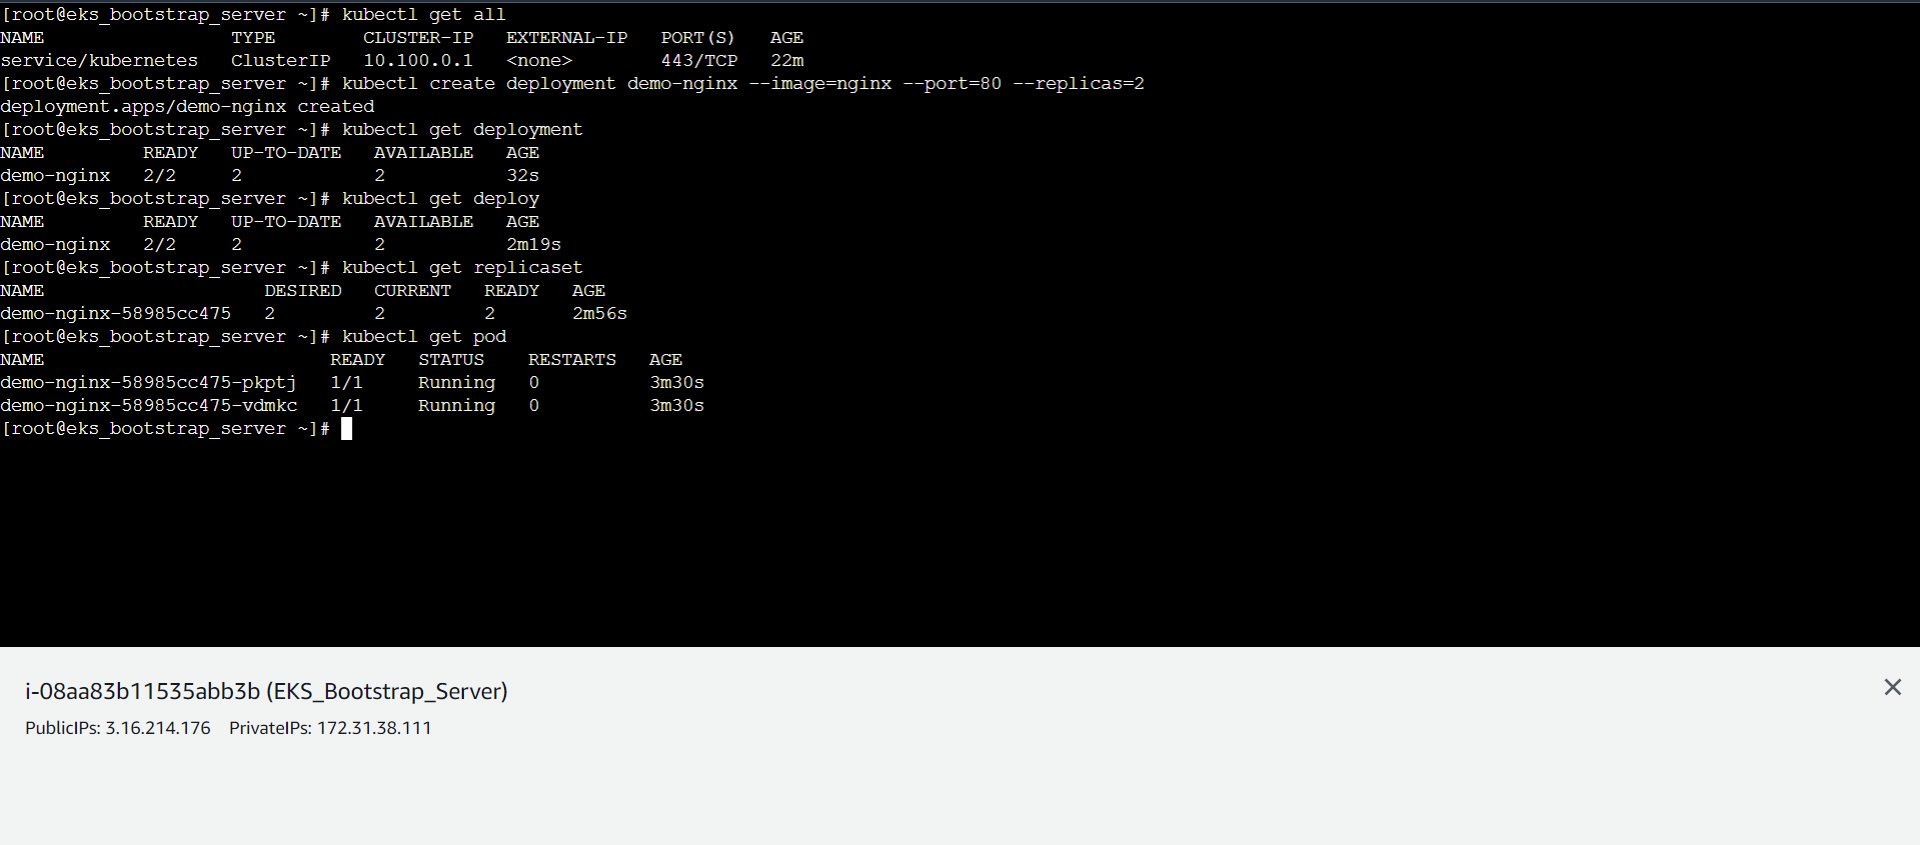 [root@eks_bootstrap_server ~]# kubectl get all
NAME                 TYPE        CLUSTER-IP   EXTERNAL-IP   PORT(S)   AGE
service/kubernetes   ClusterIP   10.100.0.1   <none>        443/TCP   22m
[root@eks_bootstrap_server ~]# kubectl create deployment demo-nginx --image=nginx --port=80 --replicas=2
deployment.apps/demo-nginx created
[root@eks_bootstrap_server ~]# kubectl get deployment
NAME         READY   UP-TO-DATE   AVAILABLE   AGE
demo-nginx   2/2     2            2           32s
[root@eks_bootstrap_server ~]# kubectl get deploy
NAME         READY   UP-TO-DATE   AVAILABLE   AGE
demo-nginx   2/2     2            2           2m19s
[root@eks_bootstrap_server ~]# kubectl get replicaset
NAME                    DESIRED   CURRENT   READY   AGE
demo-nginx-58985cc475   2         2         2       2m56s
[root@eks_bootstrap_server ~]# kubectl get pod
NAME                          READY   STATUS    RESTARTS   AGE
demo-nginx-58985cc475-pkptj   1/1     Running   0          3m30s
demo-nginx-58985cc475-vdmkc   1/1     Running   0          3m30s
[root@eks_bootstrap_server ~]#
i-08aa83b11535abb3b (EKS_Bootstrap_Server)
PublicIPs: 3.16.214.176    PrivateIPs: 172.31.38.111